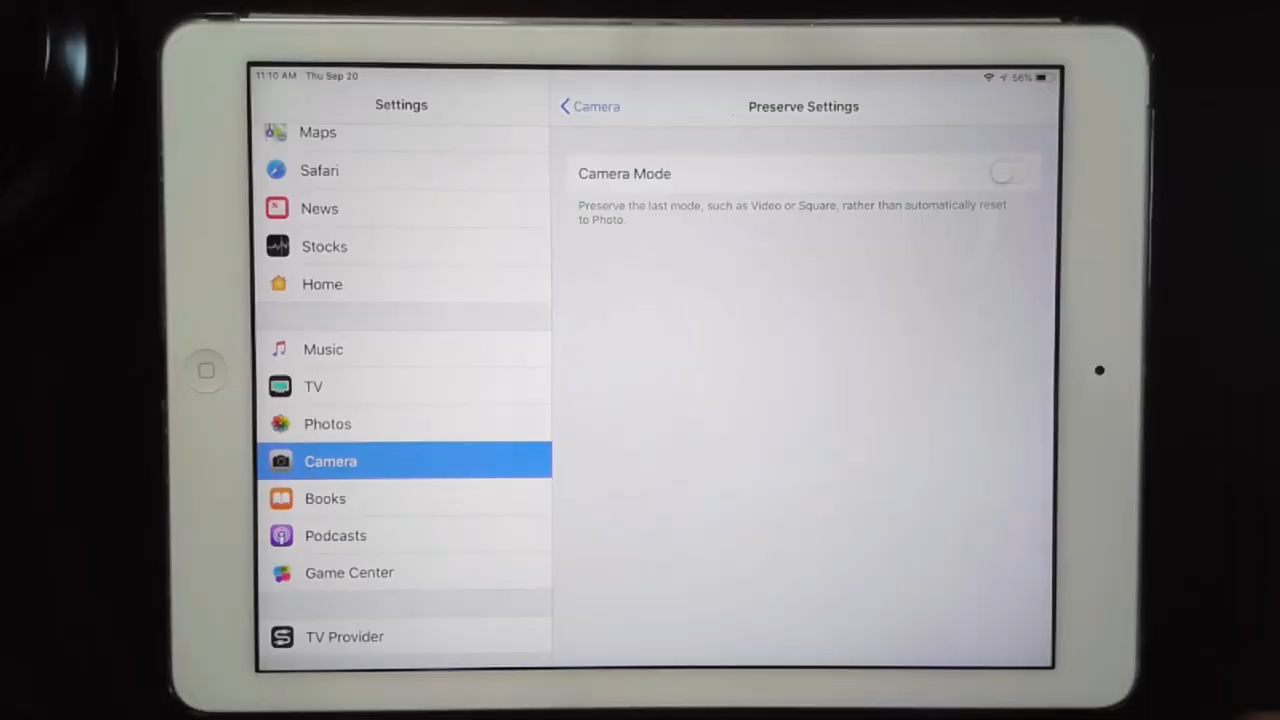 11:10 AM Thu Sep 20
56%
Settings
Maps
Safari
News
Stocks
Home
Music
TV
Photos
Camera
Books
Podcasts
Game Center
TV Provider
Camera
Preserve Settings
Camera Mode
Preserve the last mode, such as Video or Square, rather than automatically reset
to Photo.